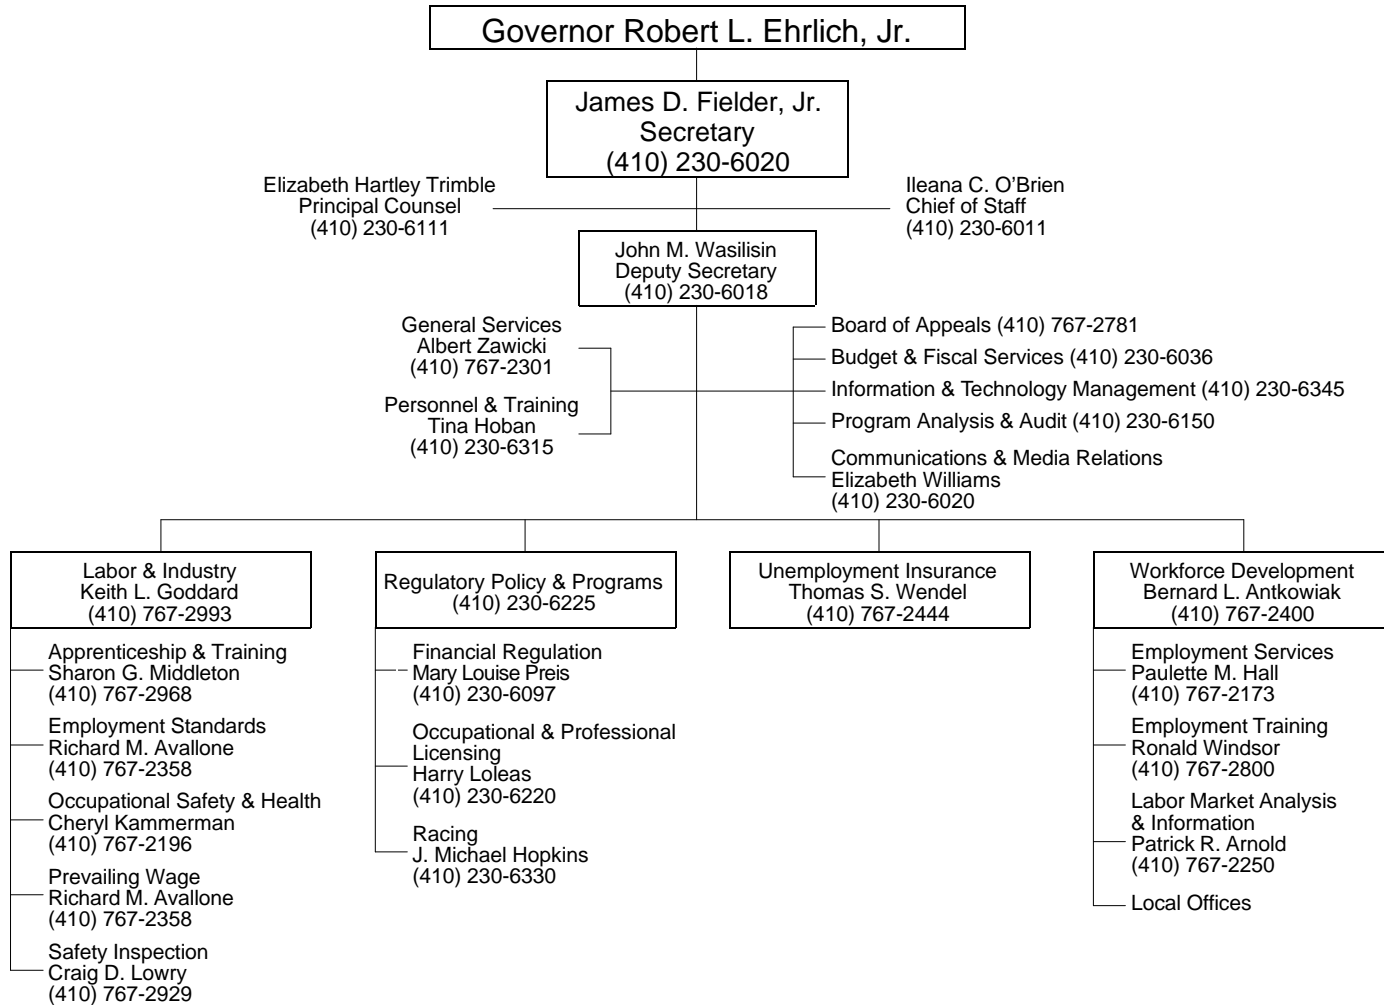 Governor Robert L. Ehrlich, Jr.
James D. Fielder, Jr.
Secretary
(410) 230-6020
Elizabeth Hartley Trimble
Principal Counsel
(410) 230-6111
Ileana C. O’Brien
Chief of Staff
(410) 230-6011
John M. Wasilisin
Deputy Secretary
(410) 230-6018
General Services
Albert Zawicki
(410) 767-2301
Personnel & Training
Tina Hoban
(410) 230-6315
Board of Appeals (410) 767-2781
Budget & Fiscal Services (410) 230-6036
Information & Technology Management (410) 230-6345
Program Analysis & Audit (410) 230-6150
Communications & Media Relations
Elizabeth Williams
(410) 230-6020
Labor & Industry
Keith L. Goddard
(410) 767-2993
Apprenticeship & Training
Sharon G. Middleton
(410) 767-2968
Employment Standards
Richard M. Avallone
(410) 767-2358
Occupational Safety & Health
Cheryl Kammerman
(410) 767-2196
Prevailing Wage
Richard M. Avallone
(410) 767-2358
Safety Inspection
Craig D. Lowry
(410) 767-2929
Regulatory Policy & Programs
(410) 230-6225
Financial Regulation
Mary Louise Preis
(410) 230-6097
Occupational & Professional
Licensing
Harry Loleas
(410) 230-6220
Racing
J. Michael Hopkins
(410) 230-6330
Unemployment Insurance
Thomas S. Wendel
(410) 767-2444
Workforce Development
Bernard L. Antkowiak
(410) 767-2400
Employment Services
Paulette M. Hall
(410) 767-2173
Employment Training
Ronald Windsor
(410) 767-2800
Labor Market Analysis
& Information
Patrick R. Arnold
(410) 767-2250
Local Offices